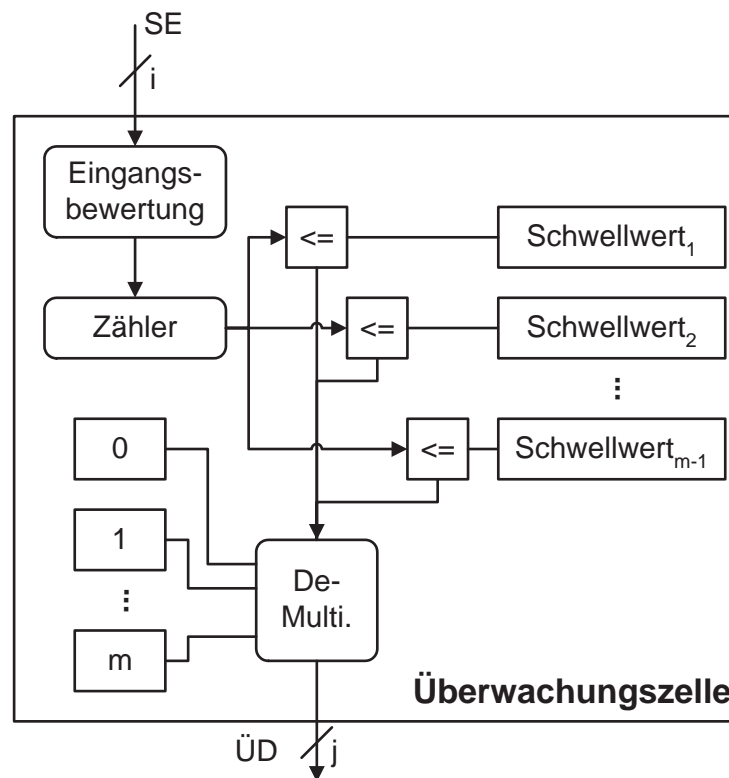 SE
i
Eingangs-
bewertung
<=
Schwellwert1
Zähler
<=
Schwellwert2
...
0
<=
Schwellwertm-1
1
De-
Multi.
...
m
Überwachungszelle
ÜD
j